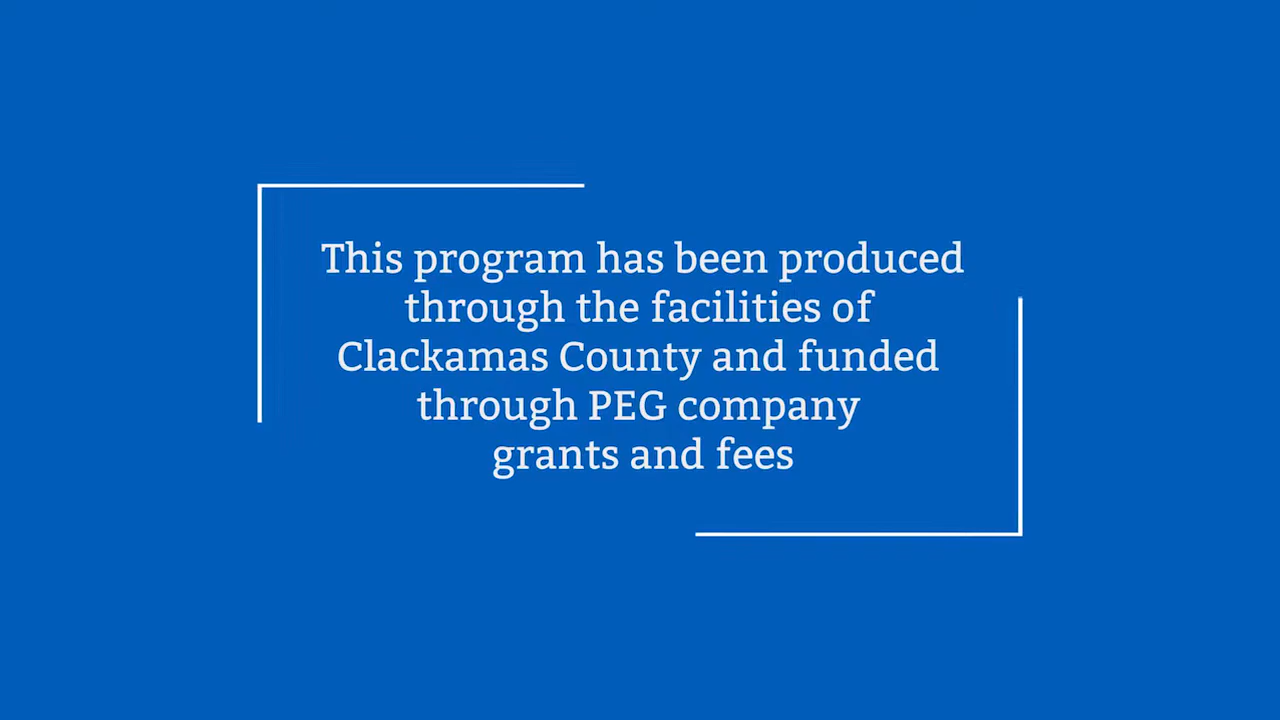 This program has been produced
through the facilities of
Clackamas County and funded
through PEG company
grants and fees